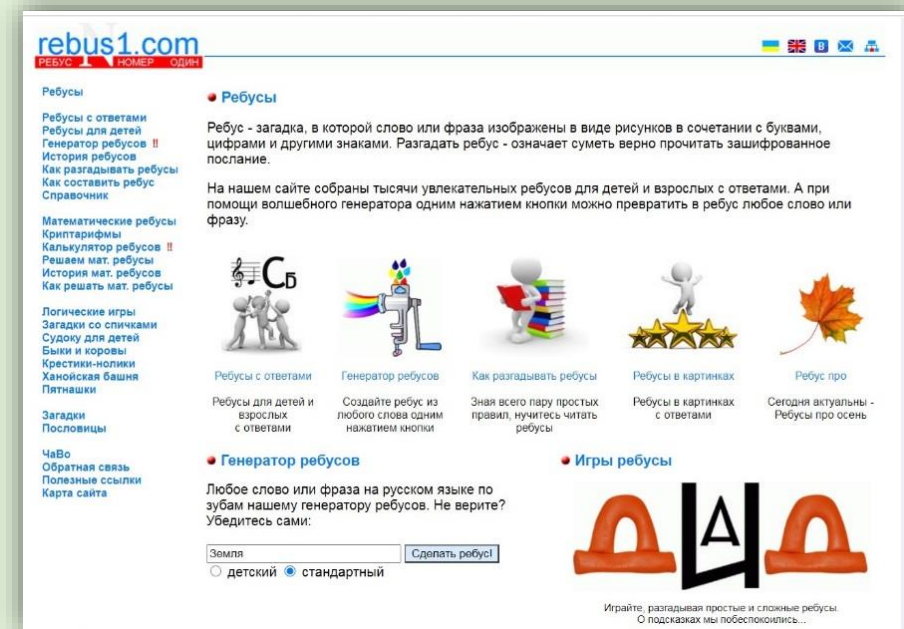 rebus1.com
РЕБУС N НОМЕР ОДИН
Ребусы
Ребусы с ответами
Ребусы для детей
Генератор ребусов !!
История ребусов
Как разгадывать ребусы
Как составить ребус
Справочник
Математические ребусы
Криптарифмы
Калькулятор ребусов !!
Решаем мат. ребусы
История мат. ребусов
Как решать мат. ребусы
Логические игры
Загадки со спичками
Судоку для детей
Быки и коровы
Крестики-нолики
Ханойская башня
Пятнашки
Загадки
Пословицы
ЧаВо
Обратная связь
Полезные ссылки
Карта сайта
Ребусы
Ребус - загадка, в которой слово или фраза изображены в виде рисунков в сочетании с буквами,
цифрами и другими знаками. Разгадать ребус - означает суметь верно прочитать зашифрованное
послание.
На нашем сайте собраны тысячи увлекательных ребусов для детей и взрослых с ответами. А при
помощи волшебного генератора одним нажатием кнопки можно превратить в ребус любое слово или
фразу.
СБ
Ребусы с ответами
Ребусы для детей и
взрослых
с ответами
Генератор ребусов
Создайте ребус из
любого слова одним
нажатием кнопки
Как разгадывать ребусы
Зная всего пару простых
правил, нучитесь читать
ребусы
Ребусы в картинках
Ребусы в картинках
с ответами
Ребус про
Сегодня актуальны -
Ребусы про осень
Генератор ребусов
Любое слово или фраза на русском языке по
зубам нашему генератору ребусов. Не верите?
Убедитесь сами:
Земля
Сделать ребус!
детский стандартный
Игры ребусы
Играйте, разгадывая простые и сложные ребусы.
О подсказках мы побеспокоились...